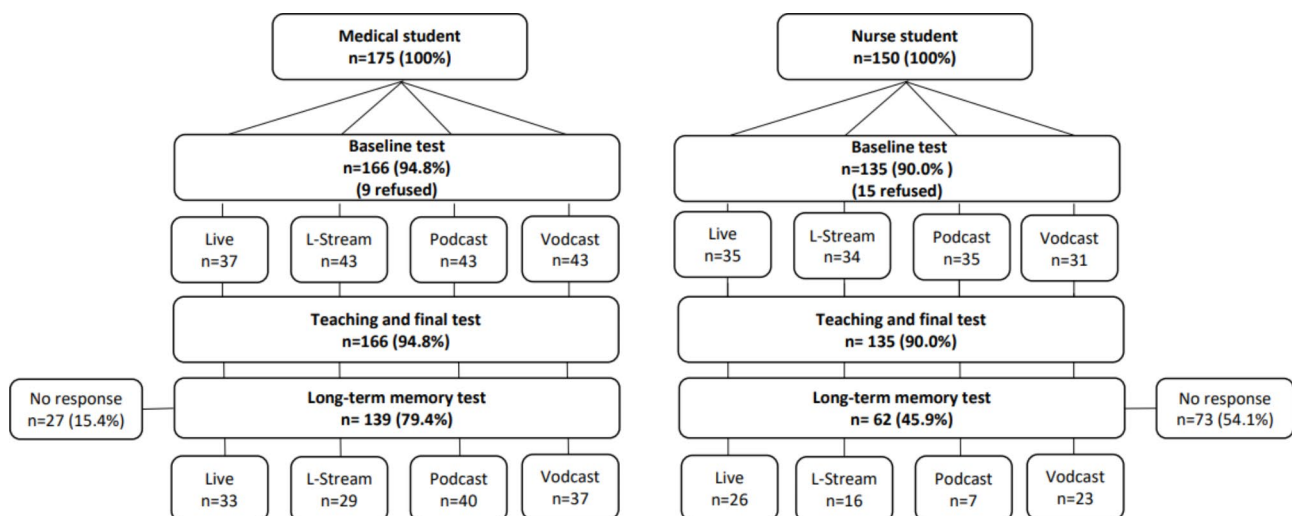 Medical student
n=175 (100%)
Nurse student
n=150 (100%)
Baseline test
n=166 (94.8%)
(9 refused)
Baseline test
n=135 (90.0% )
(15 refused)
Live
n=37
L-Stream
n=43
Podcast
n=43
Vodcast
n=43
Live
n=35
L-Stream
n=34
Podcast
n=35
Vodcast
n=31
Teaching and final test
n=166 (94.8%)
Teaching and final test
n= 135 (90.0%)
No response
n=27 (15.4%)
Long-term memory test
n= 139 (79.4%)
Long-term memory test
n= 62 (45.9%)
No response
n=73 (54.1%)
Live
n=33
L-Stream
n=29
Podcast
n=40
Vodcast
n=37
Live
n=26
L-Stream
n=16
Podcast
n=7
Vodcast
n=23